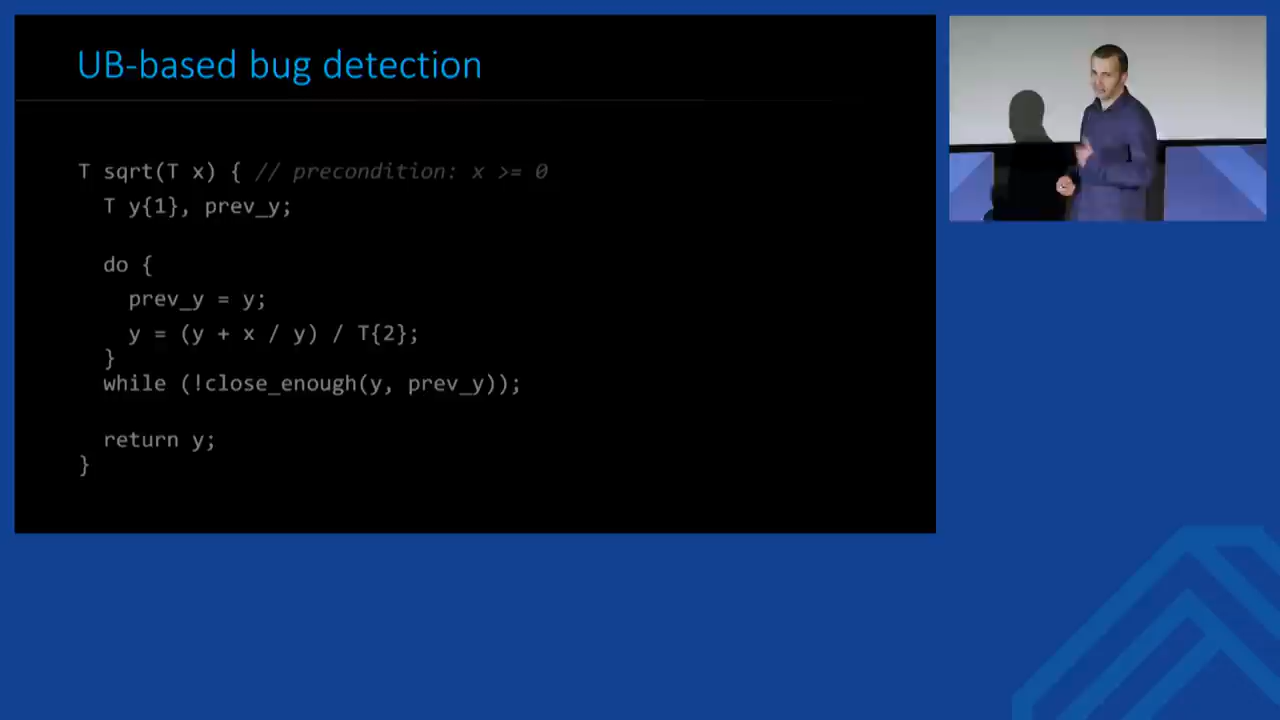 UB-based bug detection
T sqrt(T x) { // precondition: x >= 0
T y{1}, prev_y;
do {
prev_y = y;
y = (y + x / y) / T{2};
}
while (!close_enough(y, prev_y));
return y;
}